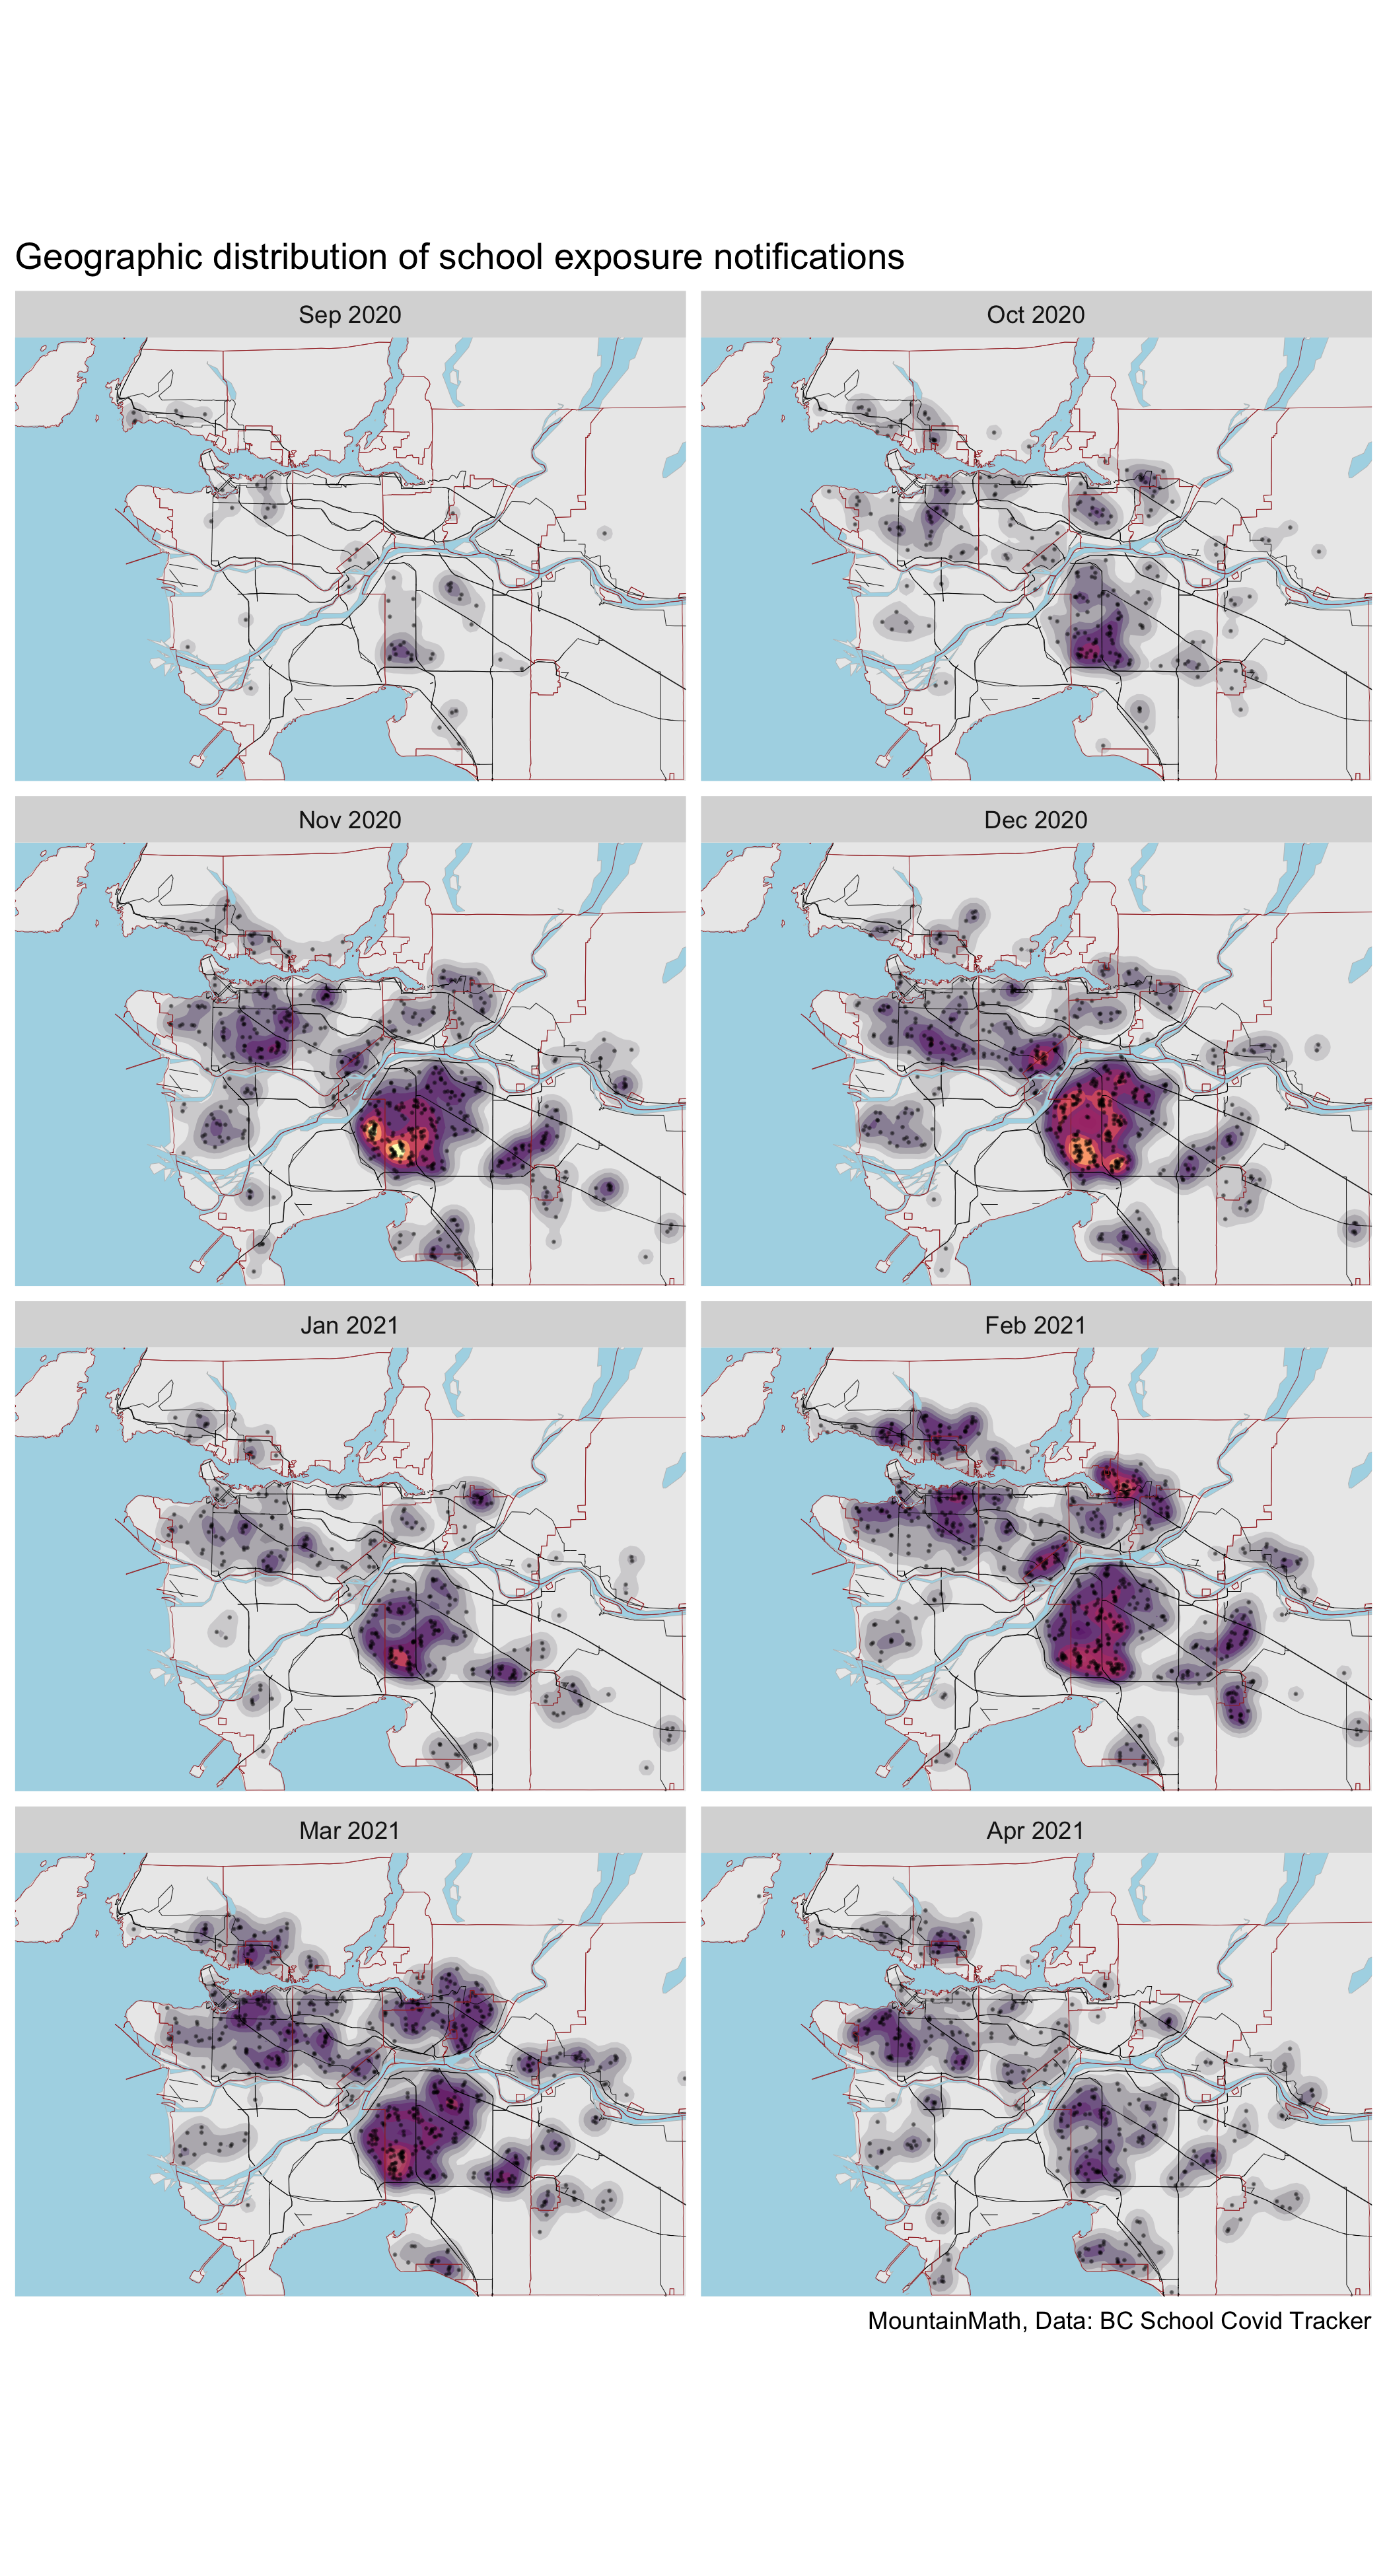 Geographic distribution of school exposure notifications
Sep 2020
Oct 2020
Nov 2020
Dec 2020
Jan 2021
Feb 2021
Mar 2021
Apr 2021
MountainMath, Data: BC School Covid Tracker